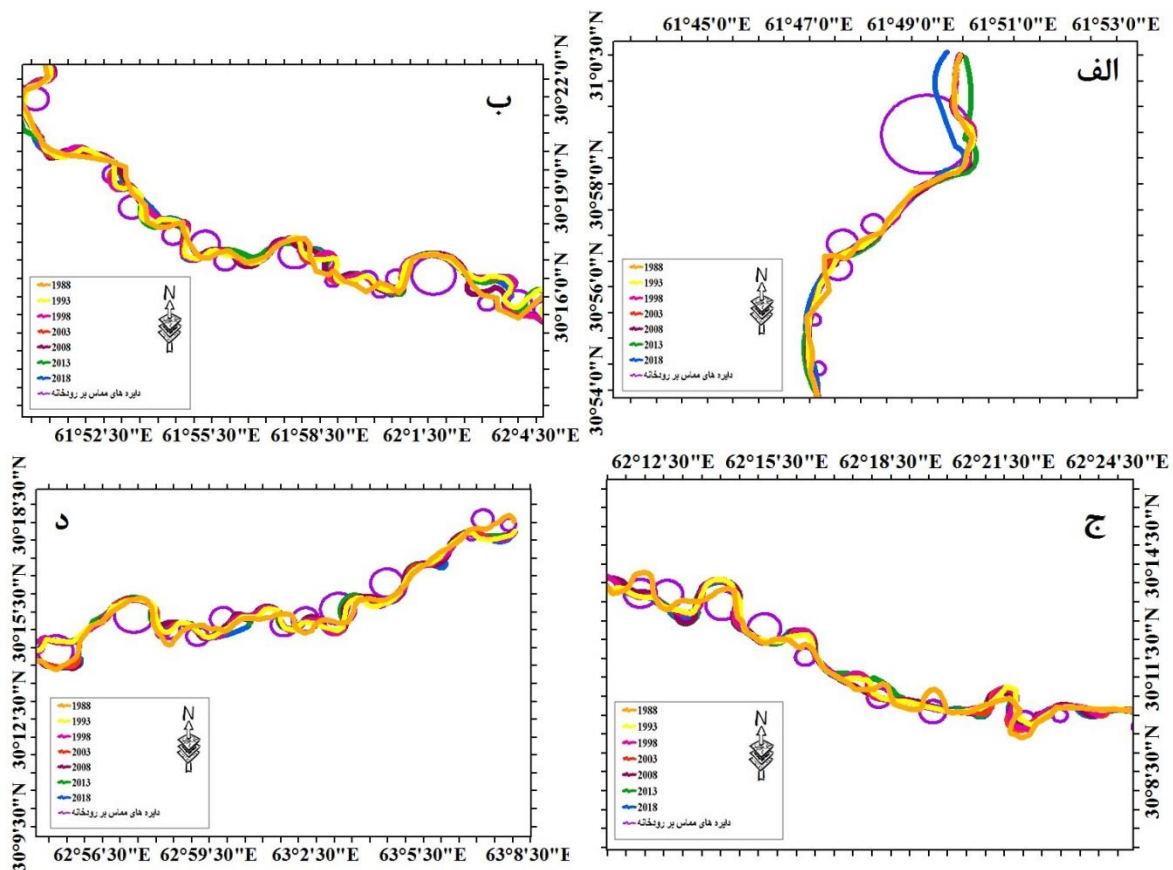 61°45'0"E 61°47'0"E 61°49'0"E 61°51'0"E 61°53'0"E
31°0'30"N
30°58'0"N
30°56'0"N
30°54'0"N
الف
1988
1993
1998
2003
2008
2013
2018
دایره های مماس بر رودخانه
N
ب
30°22'0"N
30°19'0"N
30°16'0"N
1988
1993
1998
2003
2008
2013
2018
دایره های مماس بر رودخانه
N
61°52'30"E 61°55'30"E 61°58'30"E 62°1'30"E 62°4'30"E
62°12'30"E 62°15'30"E 62°18'30"E 62°21'30"E 62°24'30"E
ج
30°14'30"N
30°11'30"N
30°8'30"N
1988
1993
1998
2003
2008
2013
2018
دایره های مماس بر رودخانه
N
د
30°18'30"N
30°15'30"N
30°12'30"N
30°9'30"N
1988
1993
1998
2003
2008
2013
2018
دایره های مماس بر رودخانه
N
62°56'30"E 62°59'30"E 63°2'30"E 63°5'30"E 63°8'30"E